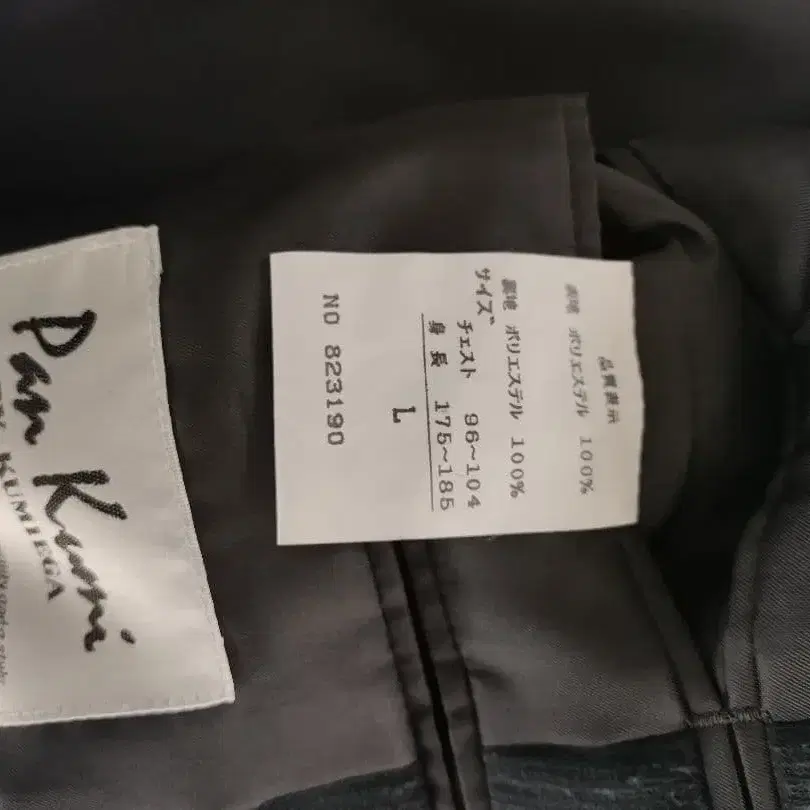 品質表示
表地 ポリエステル 100%
裏地 ポリエステル 100%
サイズ
チェスト 96~104
身長 175~185
L
NO 823190
Pan Kumi
KUMIEGA